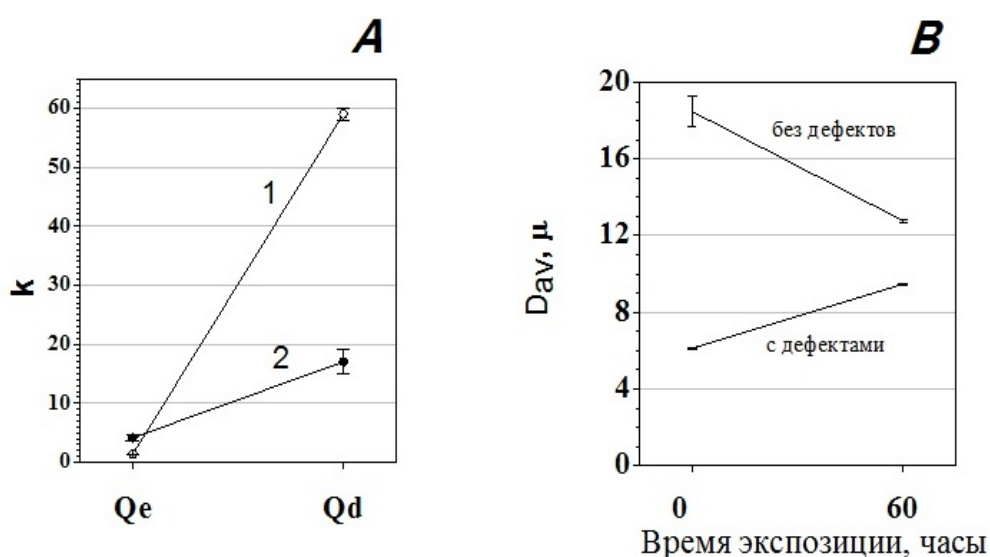 A
k
60
50
40
30
20
10
0
1
2
Qe
Qd
B
Dav, μ
20
16
12
8
4
0
без дефектов
с дефектами
0
60
Время экспозиции, часы